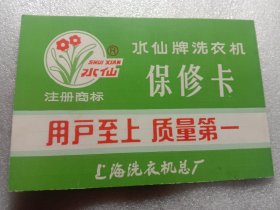 水仙牌洗衣机
®
SHUI XIAN
水仙
保修卡
注册商标
用户至上 质量第一
上海洗衣机总厂